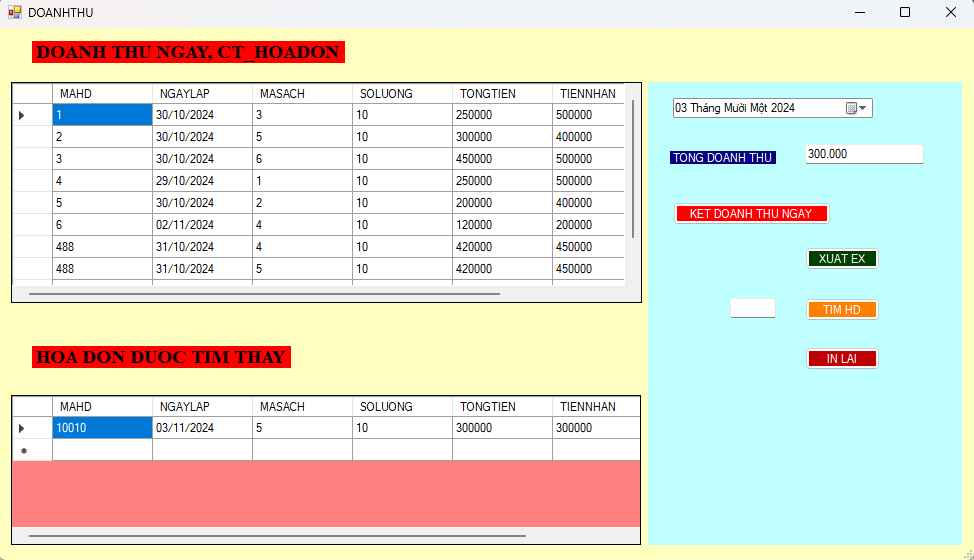 DOANHTHU
DOANH THU NGAY, CT_HOADON
MAHD NGAYLAP MASACH SOLUONG TONGTIEN TIENNHAN
1 30/10/2024 3 10 250000 500000
2 30/10/2024 5 10 300000 400000
3 30/10/2024 6 10 450000 500000
4 29/10/2024 1 10 250000 500000
5 30/10/2024 2 10 200000 400000
6 02/11/2024 4 10 120000 200000
488 31/10/2024 4 10 420000 450000
488 31/10/2024 5 10 420000 450000
03 Tháng Mười Một 2024
TONG DOANH THU 300.000
KET DOANH THU NGAY
XUAT EX
TIM HD
IN LAI
HOA DON DUOC TIM THAY
MAHD NGAYLAP MASACH SOLUONG TONGTIEN TIENNHAN
10010 03/11/2024 5 10 300000 300000